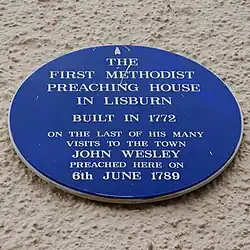 THE
FIRST METHODIST
PREACHING HOUSE
IN LISBURN
BUILT IN 1772
ON THE LAST OF HIS MANY
VISITS TO THE TOWN
JOHN WESLEY
PREACHED HERE ON
6th JUNE 1789